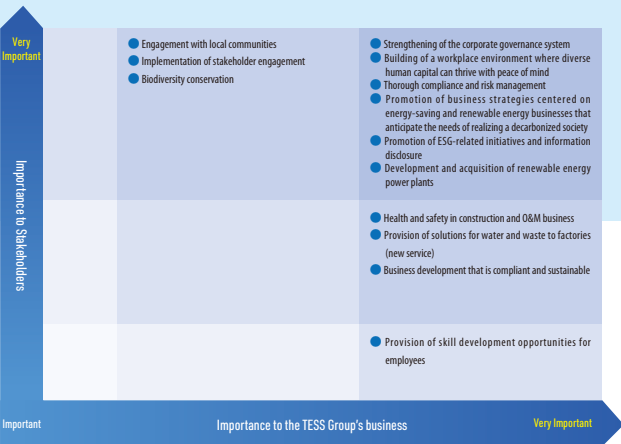 Very
Important
Importance to Stakeholders
Engagement with local communities
Implementation of stakeholder engagement
Biodiversity conservation
Strengthening of the corporate governance system
Building of a workplace environment where diverse
human capital can thrive with peace of mind
Thorough compliance and risk management
Promotion of business strategies centered on
energy-saving and renewable energy businesses that
anticipate the needs of realizing a decarbonized society
Promotion of ESG-related initiatives and information
disclosure
Development and acquisition of renewable energy
power plants
Health and safety in construction and O&M business
Provision of solutions for water and waste to factories
(new service)
Business development that is compliant and sustainable
Provision of skill development opportunities for
employees
Important
Importance to the TESS Group's business
Very Important